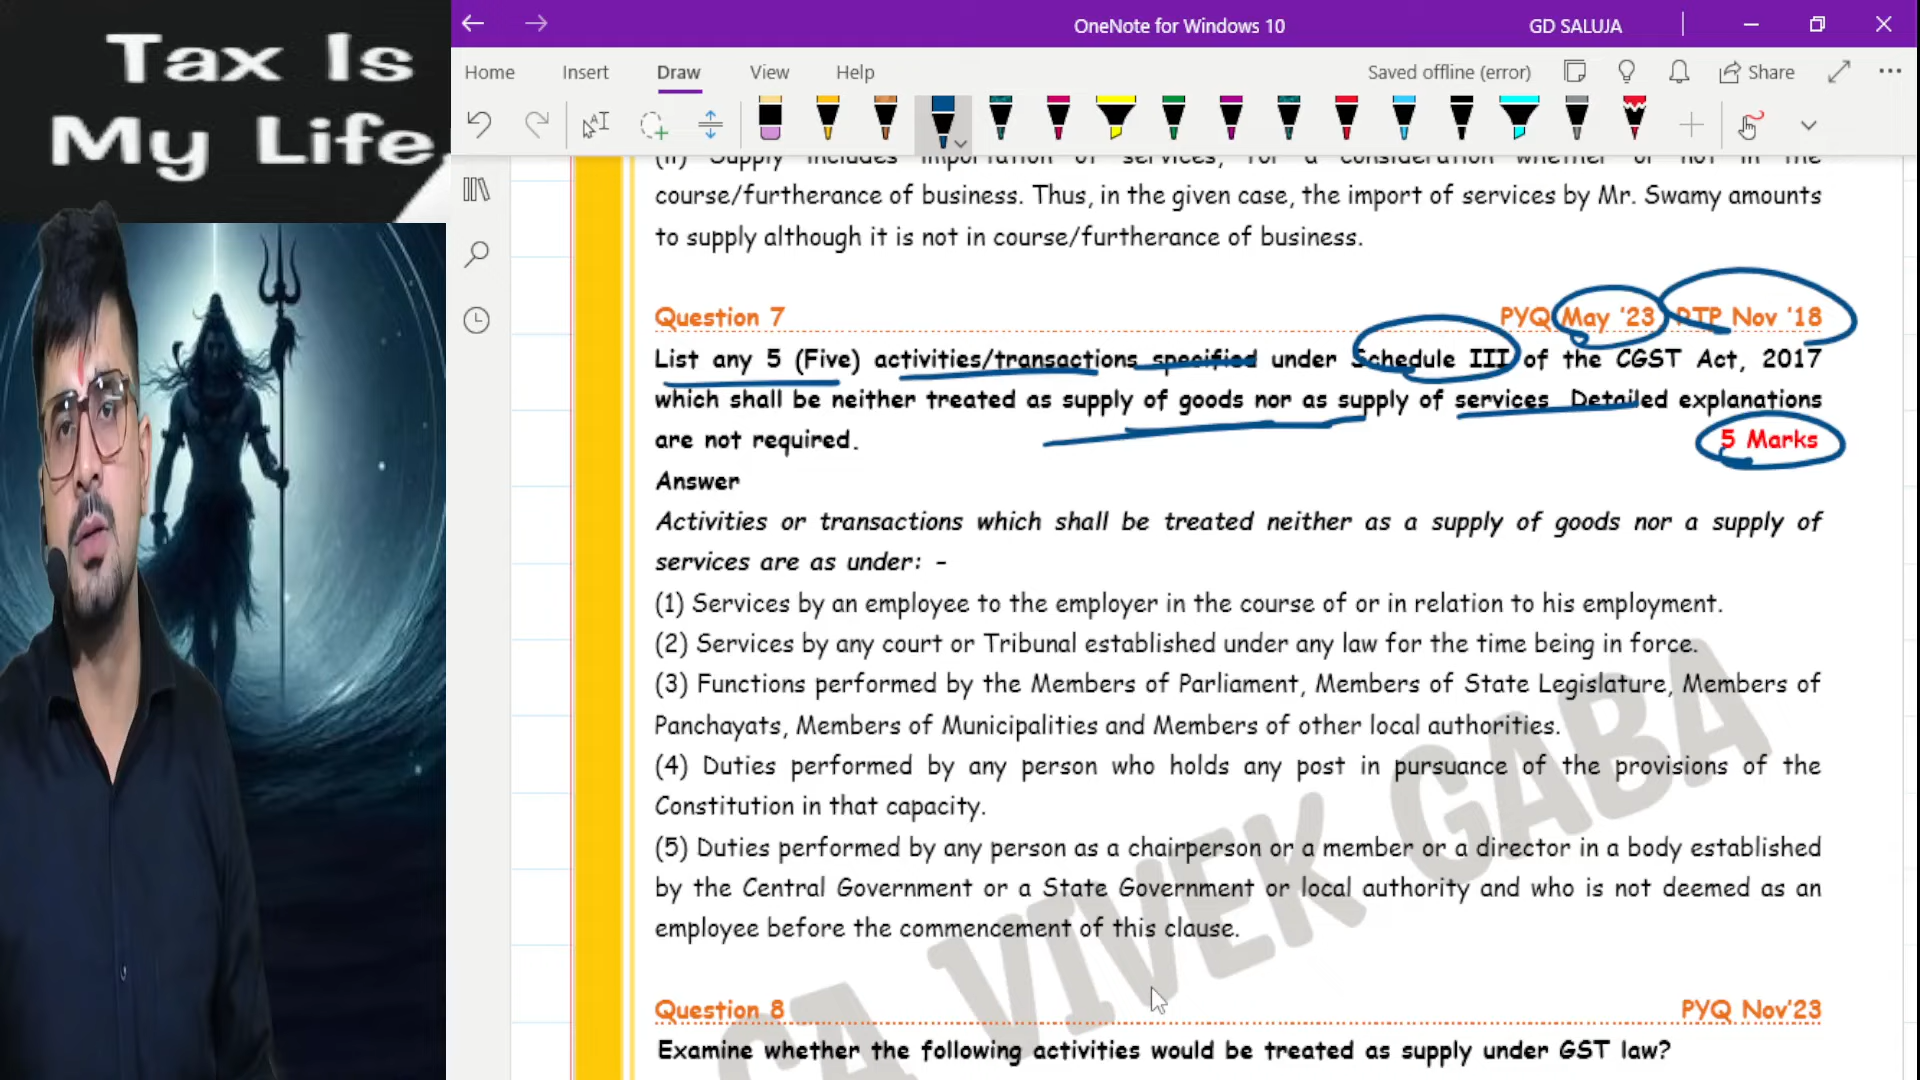 Tax Is
My Life.
OneNote for Windows 10
GD SALUJA
Home Insert Draw View Help
Saved offline (error)
Share
(ii) Supply includes importation of services, for a consideration whether or not in the
course/furtherance of business. Thus, in the given case, the import of services by Mr. Swamy amounts
to supply although it is not in course/furtherance of business.
Question 7 PYQ May '23, RTP Nov '18
List any 5 (Five) activities/transactions specified under Schedule III of the CGST Act, 2017
which shall be neither treated as supply of goods nor as supply of services. Detailed explanations
are not required. 5 Marks
Answer
Activities or transactions which shall be treated neither as a supply of goods nor a supply of
services are as under: -
(1) Services by an employee to the employer in the course of or in relation to his employment.
(2) Services by any court or Tribunal established under any law for the time being in force.
(3) Functions performed by the Members of Parliament, Members of State Legislature, Members of
Panchayats, Members of Municipalities and Members of other local authorities.
(4) Duties performed by any person who holds any post in pursuance of the provisions of the
Constitution in that capacity.
(5) Duties performed by any person as a chairperson or a member or a director in a body established
by the Central Government or a State Government or local authority and who is not deemed as an
employee before the commencement of this clause.
CA VIVEK GABA
Question 8 PYQ Nov'23
Examine whether the following activities would be treated as supply under GST law?